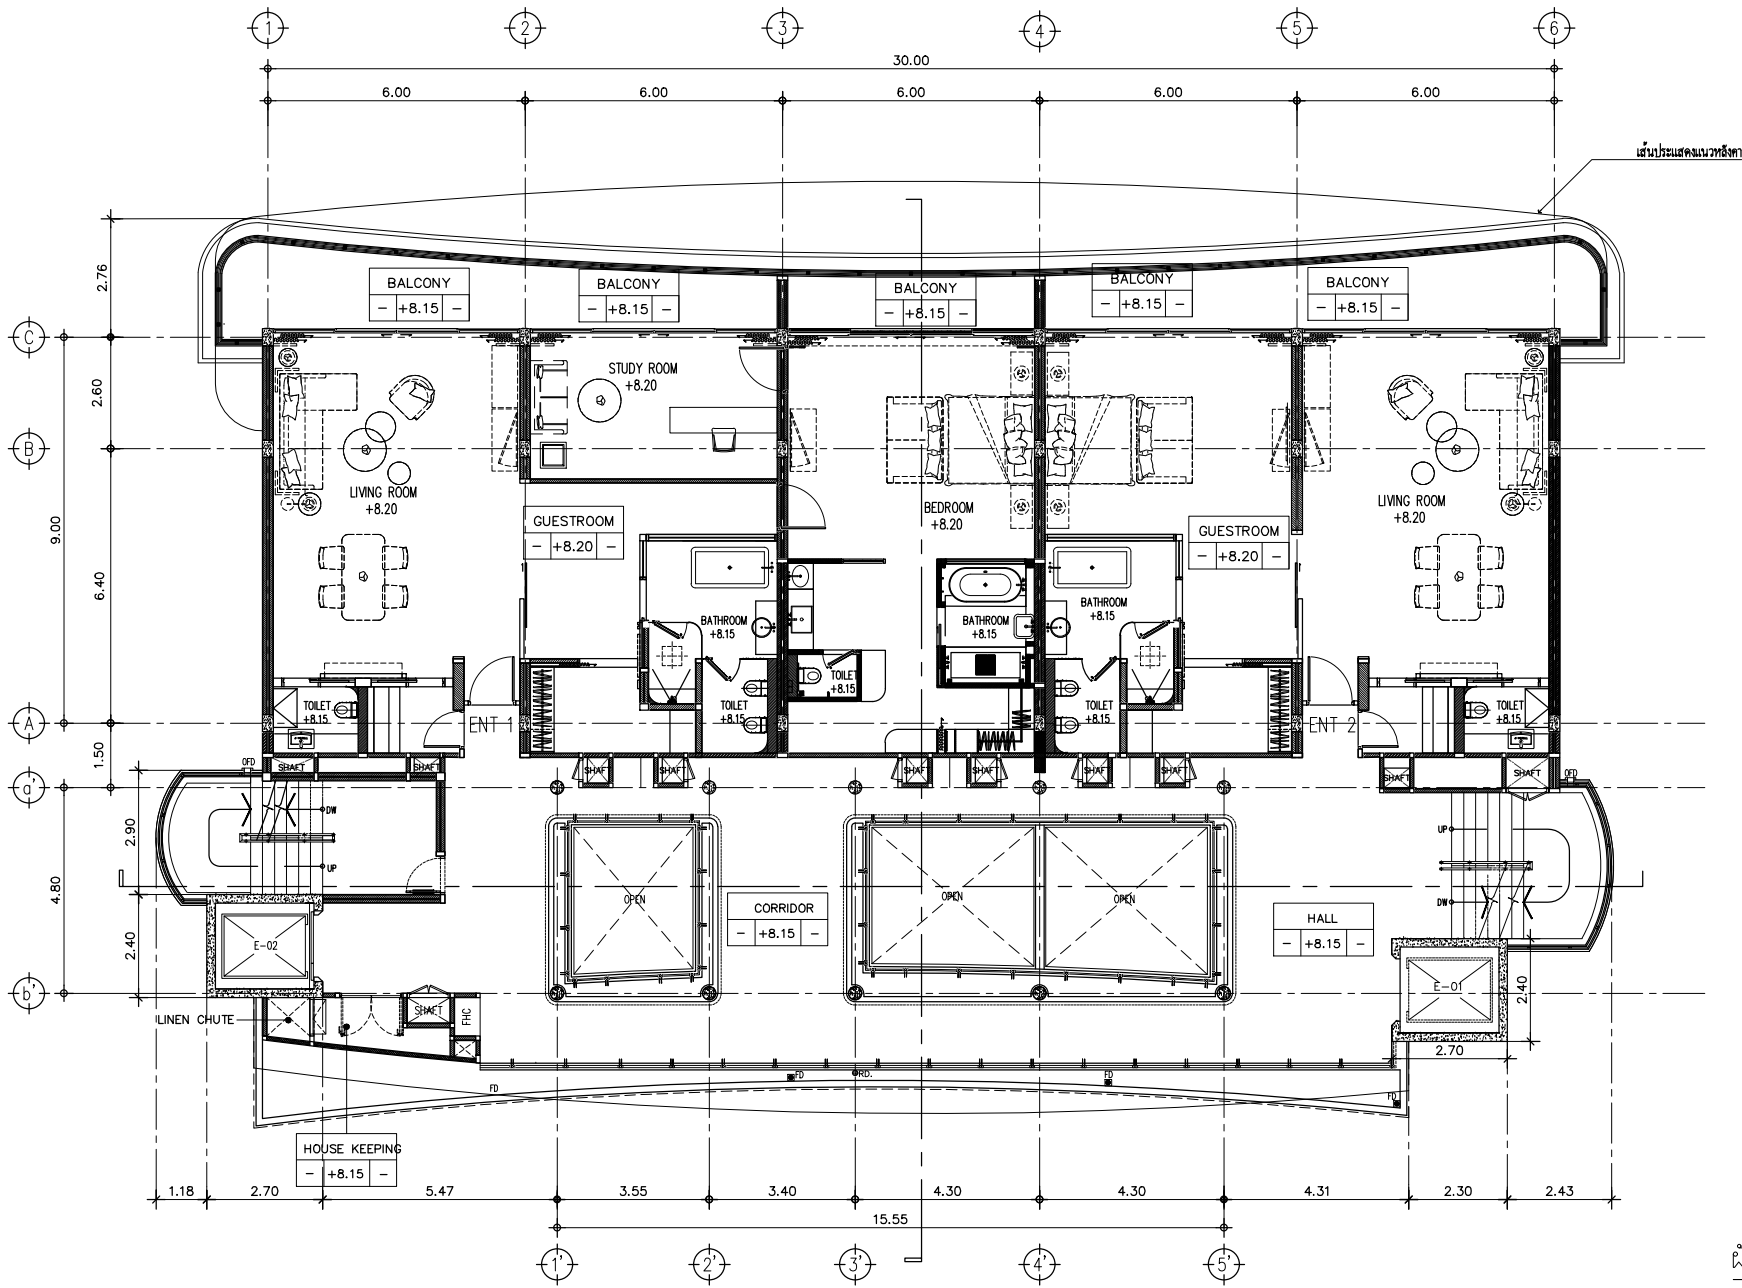 1 2 3 4 5 6
30.00
6.00 6.00 6.00 6.00 6.00
เส้นประแสดงแนวหลังคา
2.76
BALCONY
- +8.15 -
BALCONY
- +8.15 -
BALCONY
- +8.15 -
BALCONY
- +8.15 -
BALCONY
- +8.15 -
C
STUDY ROOM
+8.20
2.60
B
LIVING ROOM
+8.20
BEDROOM
+8.20
LIVING ROOM
+8.20
9.00
GUESTROOM
- +8.20 -
GUESTROOM
- +8.20 -
6.40
BATHROOM
+8.15
BATHROOM
+8.15
BATHROOM
+8.15
TOILET
+8.15
TOILET
+8.15
TOILET
+8.15
TOILET
+8.15
TOILET
+8.15
A
ENT 1
ENT 2
1.50
OFD
SHAFT
SHAFT
SHAFT
SHAFT
SHAFT
SHAFT
SHAFT
SHAFT
SHAFT
SHAFT
OFD
a'
DW
UP
UP
DW
2.90
4.80
OPEN
OPEN
OPEN
CORRIDOR
- +8.15 -
HALL
- +8.15 -
2.40
E-02
E-01
2.40
b'
LINEN CHUTE
SHAFT
FHC
2.70
FD
FD
RD.
FD
FD
HOUSE KEEPING
- +8.15 -
1.18 2.70 5.47 3.55 3.40 4.30 4.30 4.31 2.30 2.43
15.55
1' 2' 3' 4' 5'